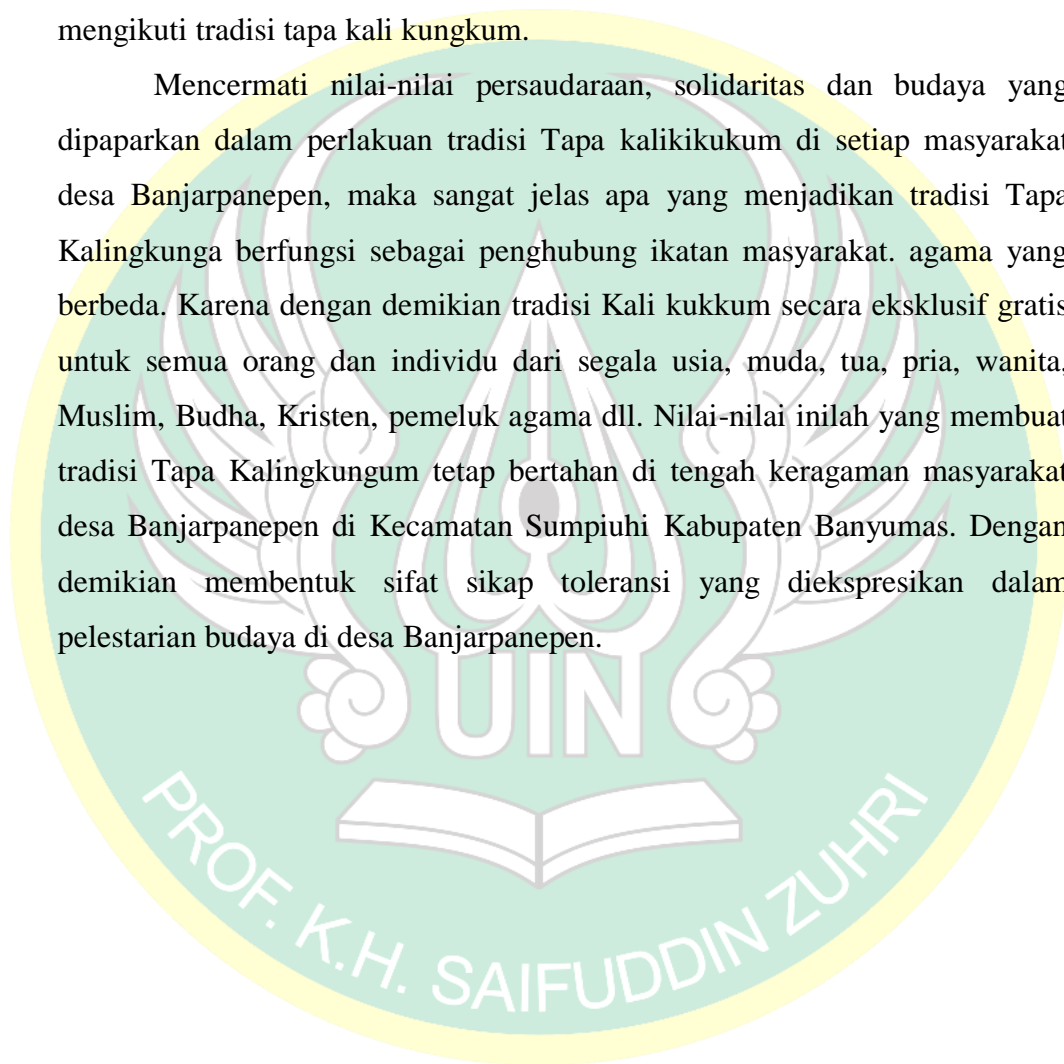 mengikuti tradisi tapa kali kungkum.
Mencermati nilai-nilai persaudaraan, solidaritas dan budaya yang
dipaparkan dalam perlakuan tradisi Tapa kalikikukum di setiap masyarakat
desa Banjarpanepen, maka sangat jelas apa yang menjadikan tradisi Tapa
Kalingkunga berfungsi sebagai penghubung ikatan masyarakat. agama yang
berbeda. Karena dengan demikian tradisi Kali kukkum secara eksklusif gratis
untuk semua orang dan individu dari segala usia, muda, tua, pria, wanita,
Muslim, Budha, Kristen, pemeluk agama dll. Nilai-nilai inilah yang membuat
tradisi Tapa Kalingkungum tetap bertahan di tengah keragaman masyarakat
desa Banjarpanepen di Kecamatan Sumpiuhi Kabupaten Banyumas. Dengan
demikian membentuk sifat sikap toleransi yang diekspresikan dalam
pelestarian budaya di desa Banjarpanepen.
UIN
PROF. K.H. SAIFUDDIN ZUHRI